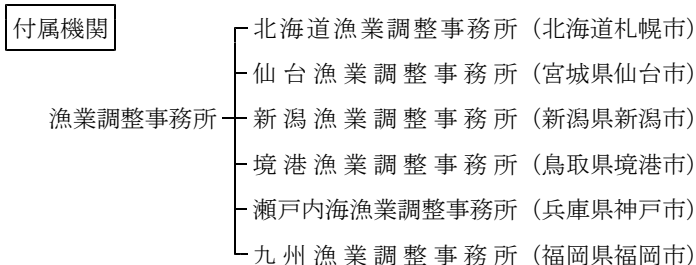 付属機関
北海道漁業調整事務所（北海道札幌市）
仙台漁業調整事務所（宮城県仙台市）
漁業調整事務所
新潟漁業調整事務所（新潟県新潟市）
境港漁業調整事務所（鳥取県境港市）
瀬戸内海漁業調整事務所（兵庫県神戸市）
九州漁業調整事務所（福岡県福岡市）